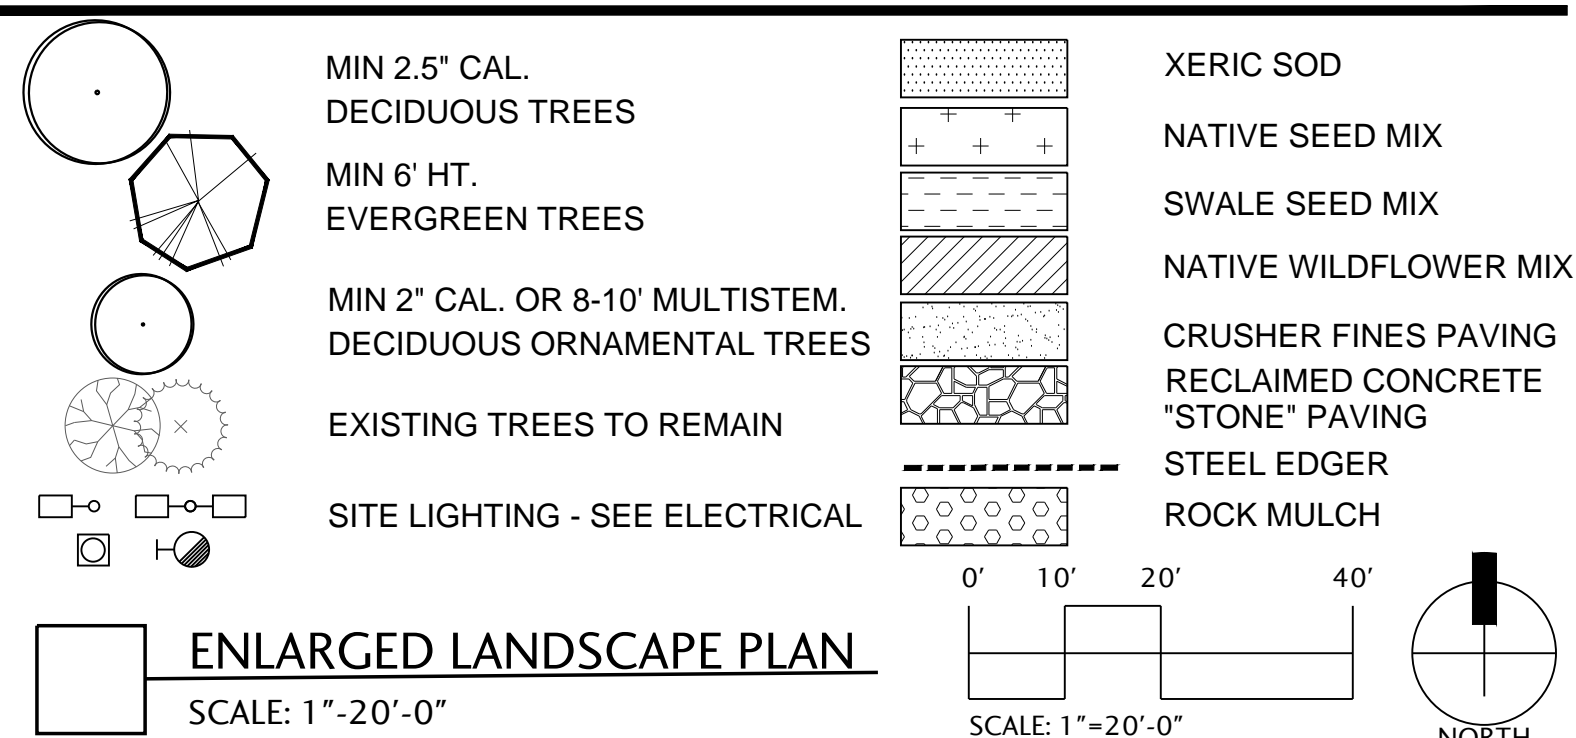 MIN 2.5" CAL.
DECIDUOUS TREES
MIN 6' HT.
EVERGREEN TREES
MIN 2" CAL. OR 8-10' MULTISTEM.
DECIDUOUS ORNAMENTAL TREES
EXISTING TREES TO REMAIN
SITE LIGHTING - SEE ELECTRICAL
XERIC SOD
NATIVE SEED MIX
SWALE SEED MIX
NATIVE WILDFLOWER MIX
CRUSHER FINES PAVING
RECLAIMED CONCRETE
"STONE" PAVING
STEEL EDGER
ROCK MULCH
ENLARGED LANDSCAPE PLAN
SCALE: 1"-20'-0"
0' 10' 20' 40'
SCALE: 1"=20'-0"
NORTH